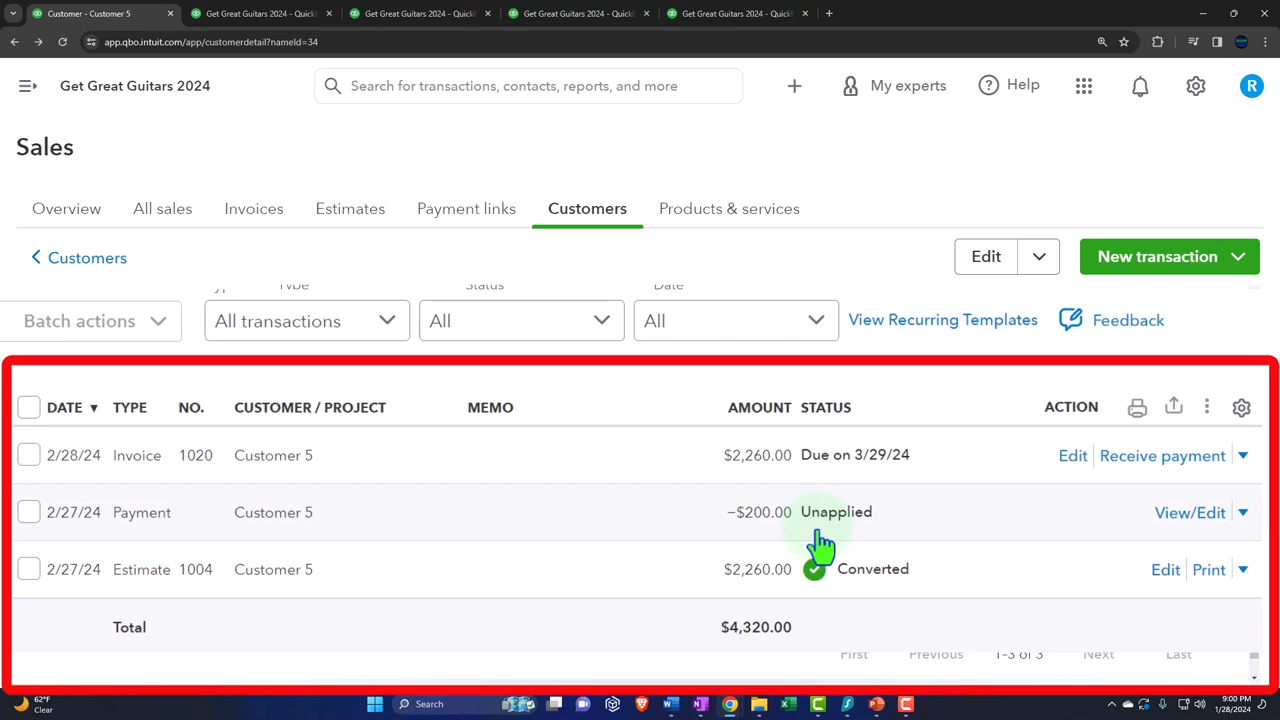 Customer 5
Get Great Guitars 2024 - Quick
Get Great Guitars 2024 - Quick
Get Great Guitars 2024 - Quick
Get Great Guitars 2024 - Quick
app.qbo.intuit.com/app/customerdetail?nameId=34
Get Great Guitars 2024
Search for transactions, contacts, reports, and more
My experts
Help
R
Sales
Overview
All sales
Invoices
Estimates
Payment links
Customers
Products & services
Customers
Edit
New transaction
Type
Status
Date
Batch actions
All transactions
All
All
View Recurring Templates
Feedback
DATE ▼ TYPE NO. CUSTOMER / PROJECT MEMO AMOUNT STATUS ACTION
2/28/24 Invoice 1020 Customer 5 $2,260.00 Due on 3/29/24 Edit Receive payment
2/27/24 Payment Customer 5 −$200.00 Unapplied View/Edit
2/27/24 Estimate 1004 Customer 5 $2,260.00 Converted Edit Print
Total $4,320.00
First Previous 1-3 of 3 Next Last
62°F
Clear
Search
9:00 PM
1/28/2024